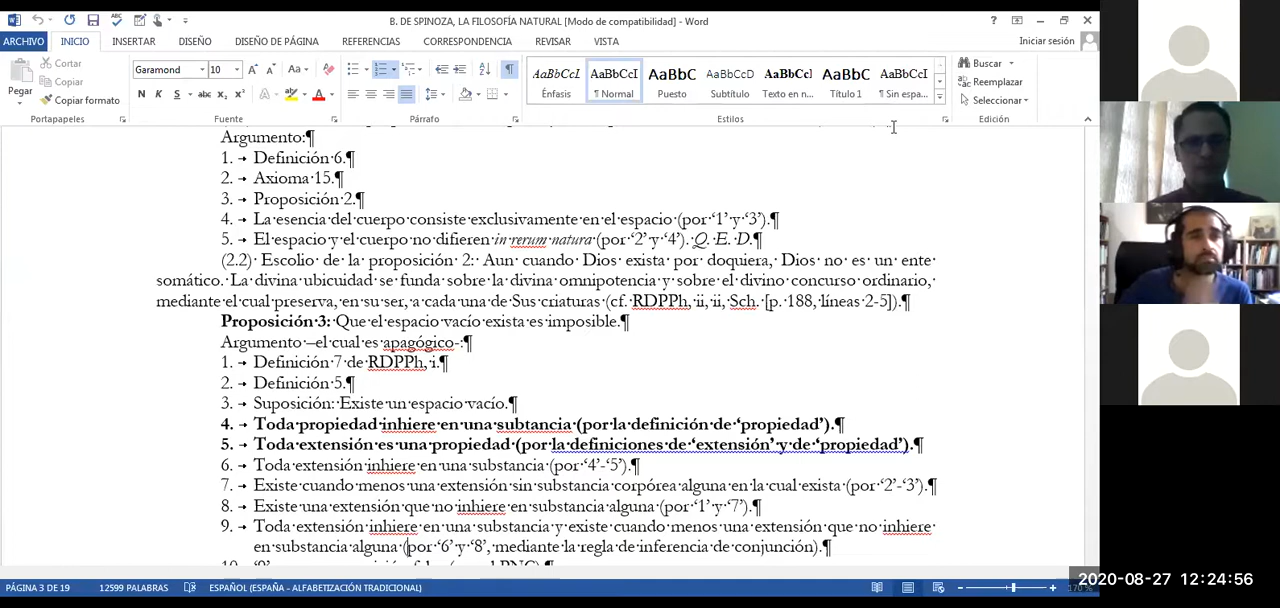 B. DE SPINOZA, LA FILOSOFÍA NATURAL [Modo de compatibilidad] - Word
ARCHIVO INICIO INSERTAR DISEÑO DISEÑO DE PÁGINA REFERENCIAS CORRESPONDENCIA REVISAR VISTA Iniciar sesión
Pegar
Cortar
Copiar
Copiar formato
Portapapeles
Garamond 10
Fuente
Párrafo
AaBbCcI Énfasis
AaBbCcI ¶ Normal
AaBbC Puesto
AaBbCcD Subtítulo
AaBbCc Texto en n...
AaBbC Título 1
AaBbCcI ¶ Sin espa...
Estilos
Buscar
Reemplazar
Seleccionar
Edición
Argumento:¶
1. Definición 6.¶
2. Axioma 15.¶
3. Proposición 2.¶
4. La esencia del cuerpo consiste exclusivamente en el espacio (por ‘1’ y ‘3’).¶
5. El espacio y el cuerpo no difieren in rerum natura (por ‘2’ y ‘4’). Q. E. D.¶
(2.2) Escolio de la proposición 2: Aun cuando Dios exista por doquiera, Dios no es un ente
somático. La divina ubicuidad se funda sobre la divina omnipotencia y sobre el divino concurso ordinario,
mediante el cual preserva, en su ser, a cada una de Sus criaturas (cf. RDPPh, ii, ii, Sch. [p. 188, líneas 2-5]).¶
Proposición 3: Que el espacio vacío exista es imposible.¶
Argumento –el cual es apagógico-:¶
1. Definición 7 de RDPPh, i.¶
2. Definición 5.¶
3. Suposición: Existe un espacio vacío.¶
4. Toda propiedad inhiere en una subtancia (por la definición de ‘propiedad’).¶
5. Toda extensión es una propiedad (por la definiciones de ‘extensión’ y de ‘propiedad’).¶
6. Toda extensión inhiere en una substancia (por ‘4’-‘5’).¶
7. Existe cuando menos una extensión sin substancia corpórea alguna en la cual exista (por ‘2’-‘3’).¶
8. Existe una extensión que no inhiere en substancia alguna (por ‘1’ y ‘7’).¶
9. Toda extensión inhiere en una substancia y existe cuando menos una extensión que no inhiere
en substancia alguna (por ‘6’ y ‘8’, mediante la regla de inferencia de conjunción).¶
PÁGINA 3 DE 19 12599 PALABRAS ESPAÑOL (ESPAÑA - ALFABETIZACIÓN TRADICIONAL) 170 %
2020-08-27 12:24:56